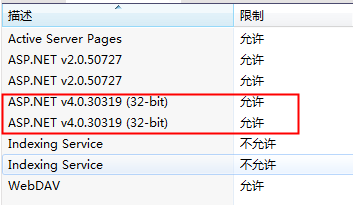 描述 限制
Active Server Pages 允许
ASP.NET v2.0.50727 允许
ASP.NET v2.0.50727 允许
ASP.NET v4.0.30319 (32-bit) 允许
ASP.NET v4.0.30319 (32-bit) 允许
Indexing Service 不允许
Indexing Service 不允许
WebDAV 允许